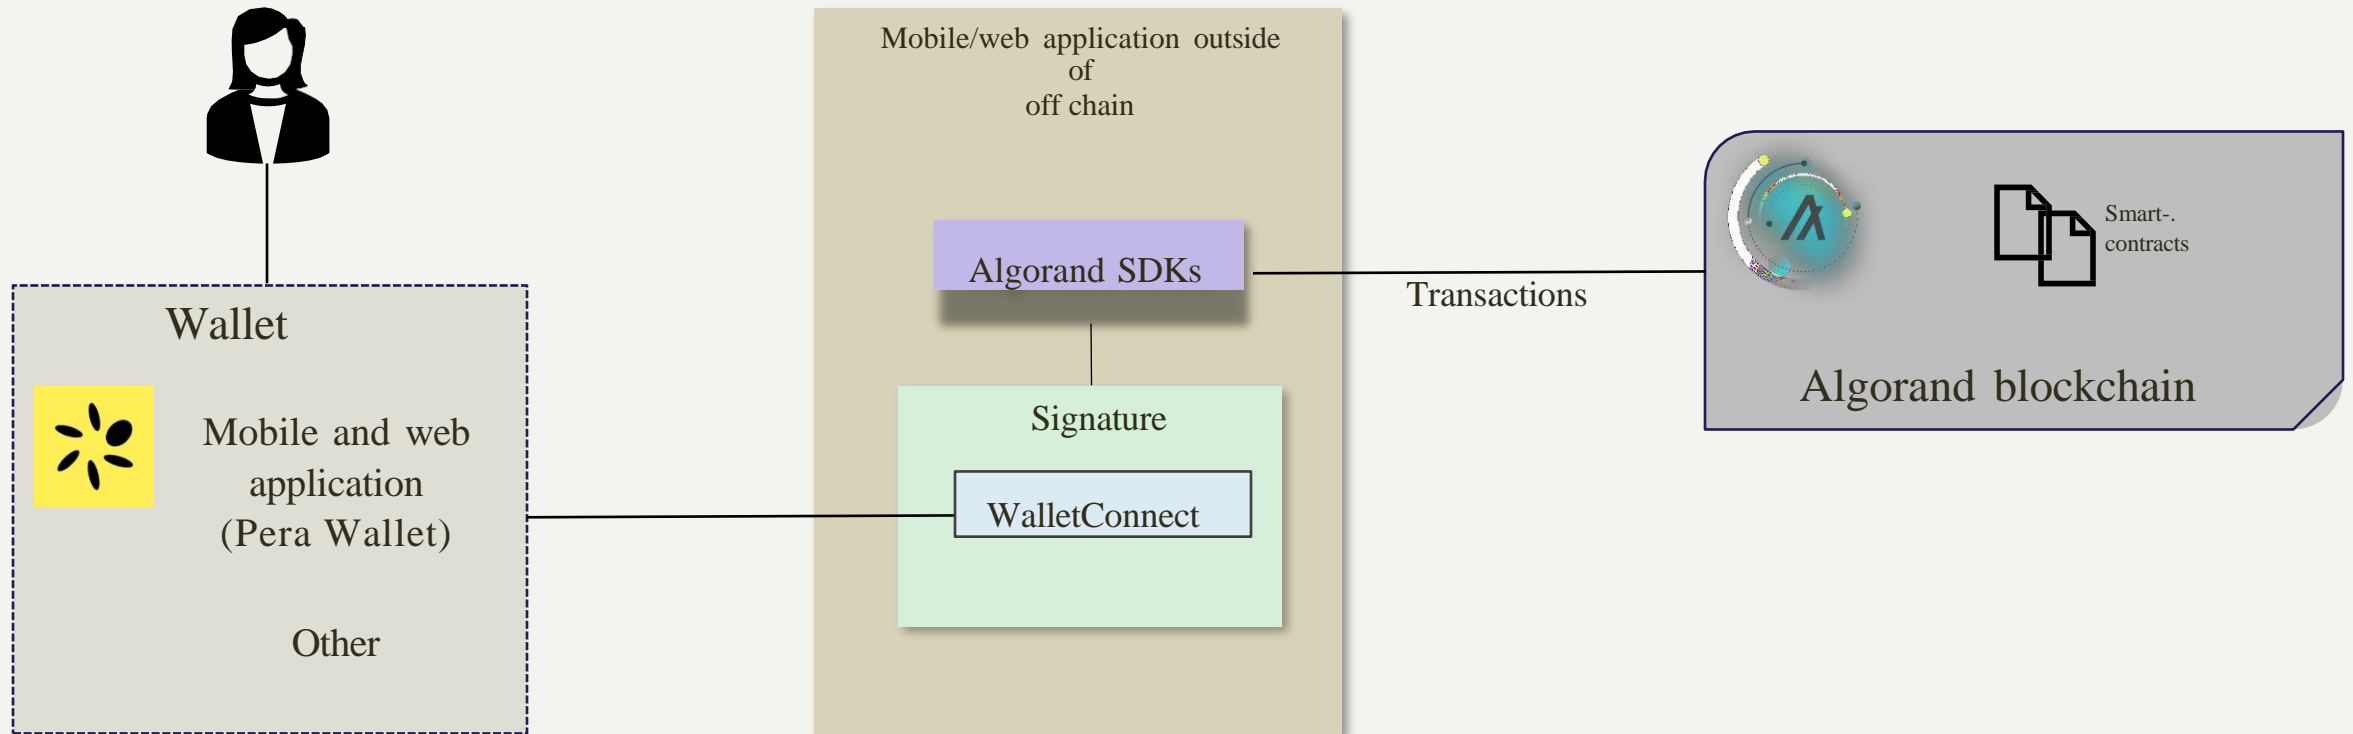 Mobile/web application outside
of
off chain
Smart-.
contracts
Algorand SDKs
Transactions
Wallet
Algorand blockchain
Signature
Mobile and web
application
(Pera Wallet)
WalletConnect
Other